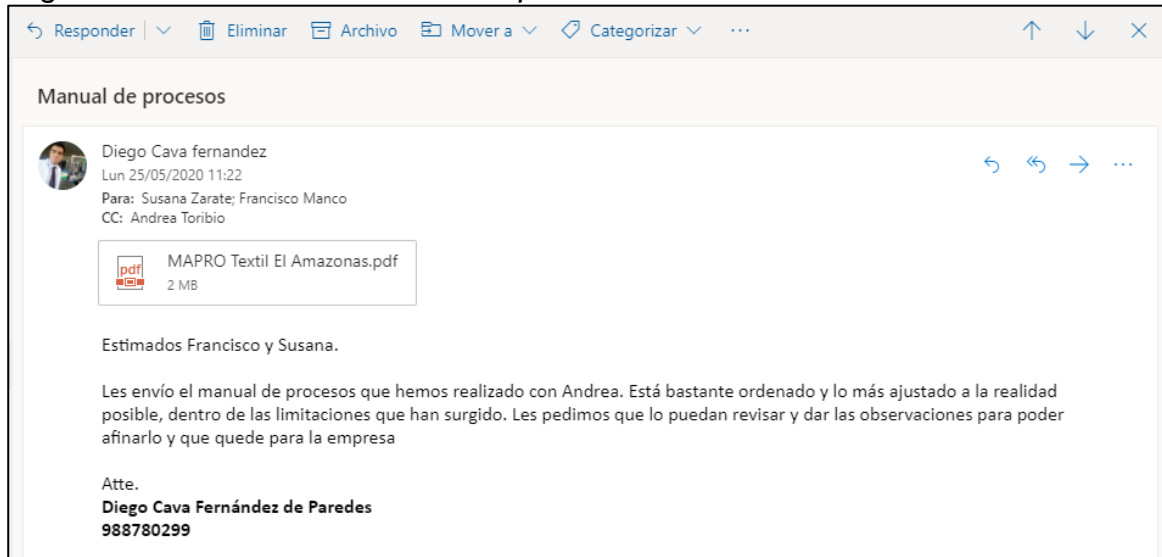 Responder Eliminar Archivo Mover a Categorizar ...
Manual de procesos
Diego Cava fernandez
Lun 25/05/2020 11:22
Para: Susana Zarate; Francisco Manco
CC: Andrea Toribio
pdf
MAPRO Textil El Amazonas.pdf
2 MB
Estimados Francisco y Susana.
Les envío el manual de procesos que hemos realizado con Andrea. Está bastante ordenado y lo más ajustado a la realidad
posible, dentro de las limitaciones que han surgido. Les pedimos que lo puedan revisar y dar las observaciones para poder
afinarlo y que quede para la empresa
Atte.
Diego Cava Fernández de Paredes
988780299